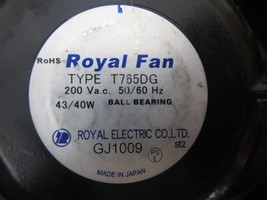 RoHS Royal Fan
TYPE T765DG
200 Va.c. 50/60 Hz
43/40W BALL BEARING
ROYAL ELECTRIC CO.LTD.
GJ1009 st2
MADE IN JAPAN